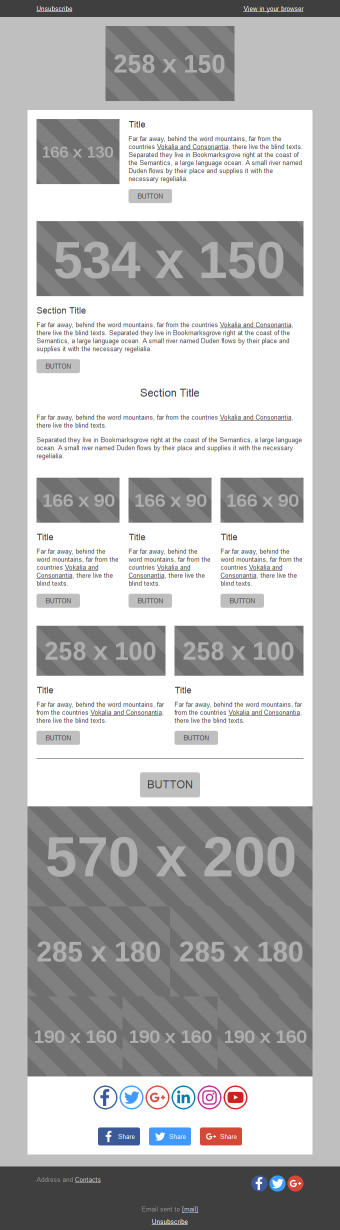 Unsubscribe View in your browser
258 x 150
166 x 130
Title
Far far away, behind the word mountains, far from the
countries Vokalia and Consonantia, there live the blind texts.
Separated they live in Bookmarksgrove right at the coast of
the Semantics, a large language ocean. A small river named
Duden flows by their place and supplies it with the
necessary regelialia.
BUTTON
534 x 150
Section Title
Far far away, behind the word mountains, far from the countries Vokalia and Consonantia,
there live the blind texts. Separated they live in Bookmarksgrove right at the coast of the
Semantics, a large language ocean. A small river named Duden flows by their place and
supplies it with the necessary regelialia.
BUTTON
Section Title
Far far away, behind the word mountains, far from the countries Vokalia and Consonantia,
there live the blind texts.
Separated they live in Bookmarksgrove right at the coast of the Semantics, a large language
ocean. A small river named Duden flows by their place and supplies it with the necessary
regelialia.
166 x 90
Title
Far far away, behind the
word mountains, far from the
countries Vokalia and
Consonantia, there live the
blind texts.
BUTTON
166 x 90
Title
Far far away, behind the
word mountains, far from the
countries Vokalia and
Consonantia, there live the
blind texts.
BUTTON
166 x 90
Title
Far far away, behind the
word mountains, far from the
countries Vokalia and
Consonantia, there live the
blind texts.
BUTTON
258 x 100
Title
Far far away, behind the word mountains, far
from the countries Vokalia and Consonantia,
there live the blind texts.
BUTTON
258 x 100
Title
Far far away, behind the word mountains, far
from the countries Vokalia and Consonantia,
there live the blind texts.
BUTTON
BUTTON
570 x 200
285 x 180 285 x 180
190 x 160 190 x 160 190 x 160
Share Share Share
Address and Contacts
Email sent to [mail]
Unsubscribe